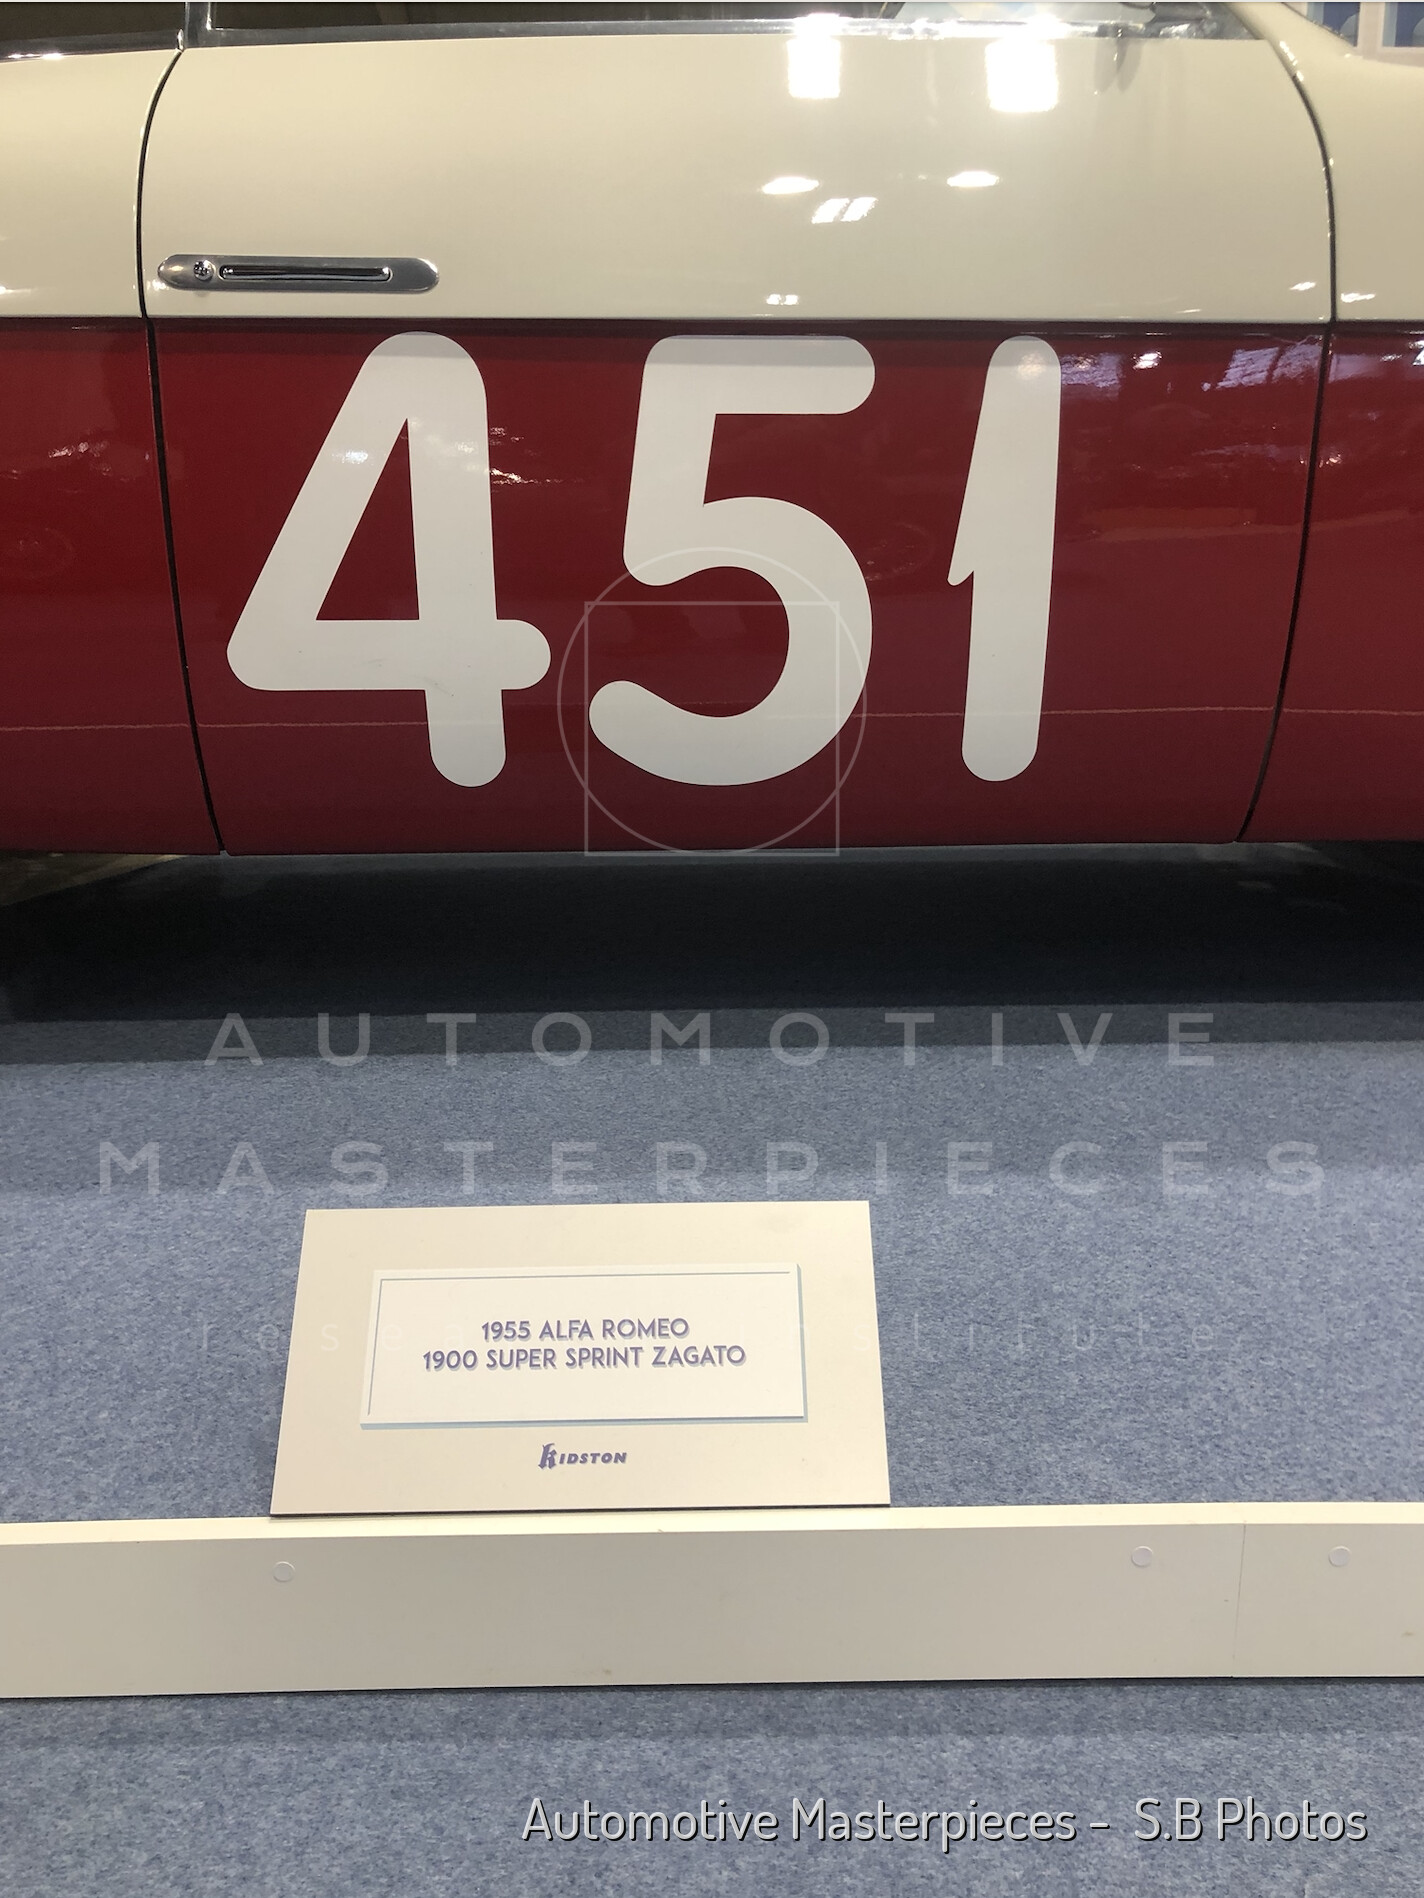 451
AUTOMOTIVE
MASTERPIECES
1955 ALFA ROMEO
1900 SUPER SPRINT ZAGATO
KIDSTON
Automotive Masterpieces - S.B Photos